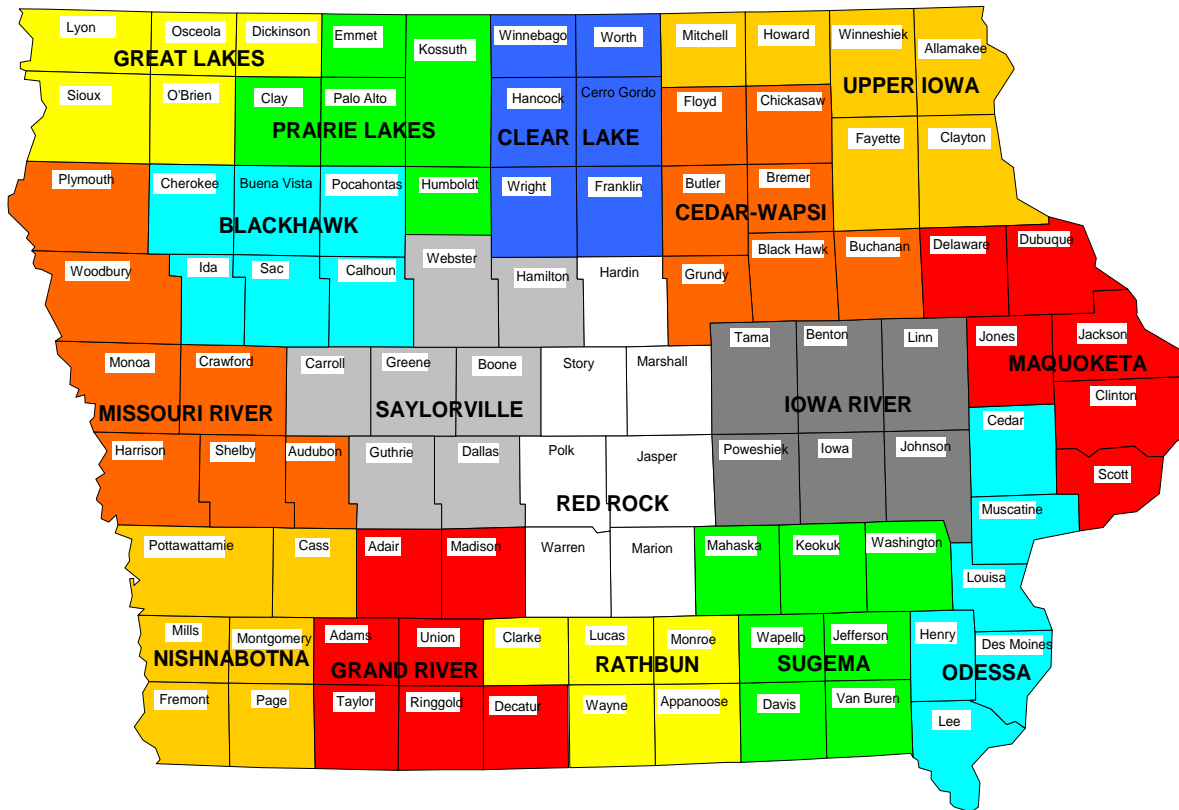 Lyon
Osceola
Dickinson
Emmet
Kossuth
Winnebago
Worth
Mitchell
Howard
Winneshiek
Allamakee
GREAT LAKES
UPPER IOWA
Sioux
O'Brien
Clay
Palo Alto
Hancock
Cerro Gordo
Floyd
Chickasaw
PRAIRIE LAKES
CLEAR LAKE
Fayette
Clayton
Plymouth
Cherokee
Buena Vista
Pocahontas
Humboldt
Wright
Franklin
Butler
Bremer
BLACKHAWK
CEDAR-WAPSI
Woodbury
Ida
Sac
Calhoun
Webster
Hamilton
Hardin
Grundy
Black Hawk
Buchanan
Delaware
Dubuque
Monoa
Crawford
Carroll
Greene
Boone
Story
Marshall
Tama
Benton
Linn
Jones
Jackson
MAQUOKETA
MISSOURI RIVER
SAYLORVILLE
IOWA RIVER
Clinton
Cedar
Harrison
Shelby
Audubon
Guthrie
Dallas
Polk
Jasper
Poweshiek
Iowa
Johnson
Scott
RED ROCK
Muscatine
Pottawattamie
Cass
Adair
Madison
Warren
Marion
Mahaska
Keokuk
Washington
Louisa
Mills
Montgomery
Adams
Union
Clarke
Lucas
Monroe
Wapello
Jefferson
Henry
Des Moines
NISHNABOTNA
GRAND RIVER
RATHBUN
SUGEMA
ODESSA
Fremont
Page
Taylor
Ringgold
Decatur
Wayne
Appanoose
Davis
Van Buren
Lee